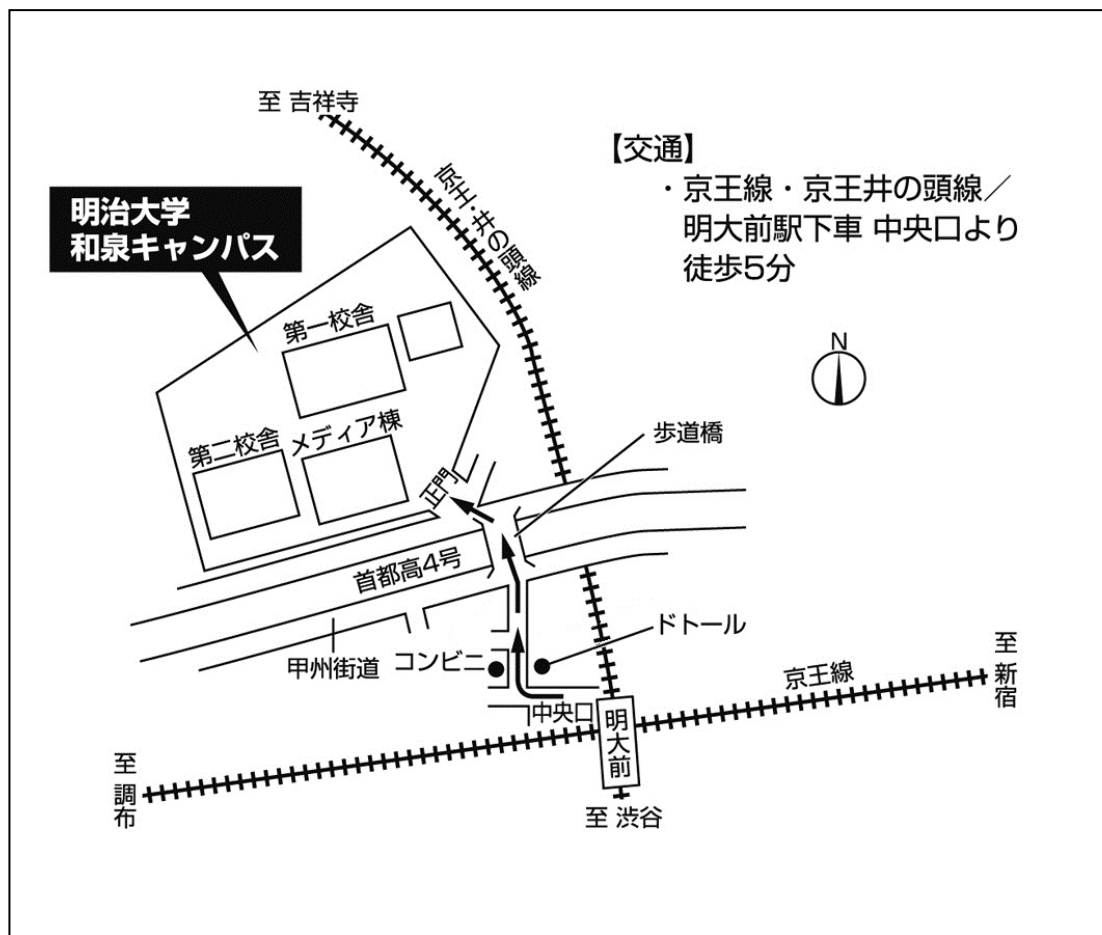 至 吉祥寺
京王・井の頭線
【交通】
・京王線・京王井の頭線／
明大前駅下車 中央口より
徒歩5分
明治大学
和泉キャンパス
N
第一校舎
第二校舎
メディア棟
歩道橋
正門
首都高4号
甲州街道
コンビニ
ドトール
中央口
京王線
至 新宿
明大前
至 調布
至 渋谷